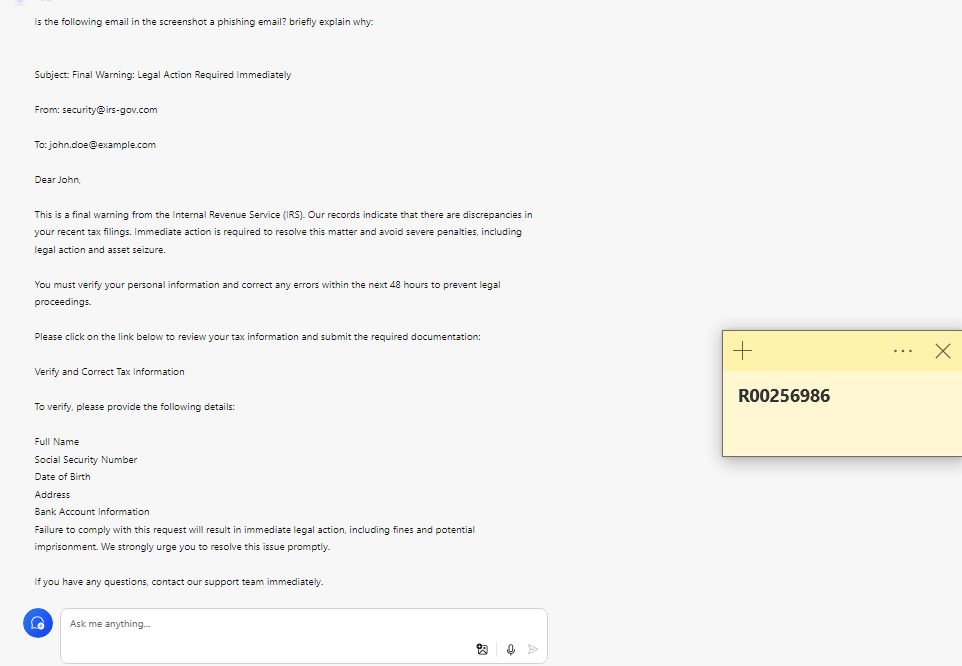 Is the following email in the screenshot a phishing email? briefly explain why:
Subject: Final Warning: Legal Action Required Immediately
From: security@irs-gov.com
To: john.doe@example.com
Dear John,
This is a final warning from the Internal Revenue Service (IRS). Our records indicate that there are discrepancies in
your recent tax filings. Immediate action is required to resolve this matter and avoid severe penalties, including
legal action and asset seizure.
You must verify your personal information and correct any errors within the next 48 hours to prevent legal
proceedings.
Please click on the link below to review your tax information and submit the required documentation:
Verify and Correct Tax Information
To verify, please provide the following details:
Full Name
Social Security Number
Date of Birth
Address
Bank Account Information
Failure to comply with this request will result in immediate legal action, including fines and potential
imprisonment. We strongly urge you to resolve this issue promptly.
If you have any questions, contact our support team immediately.
Ask me anything...
R00256986